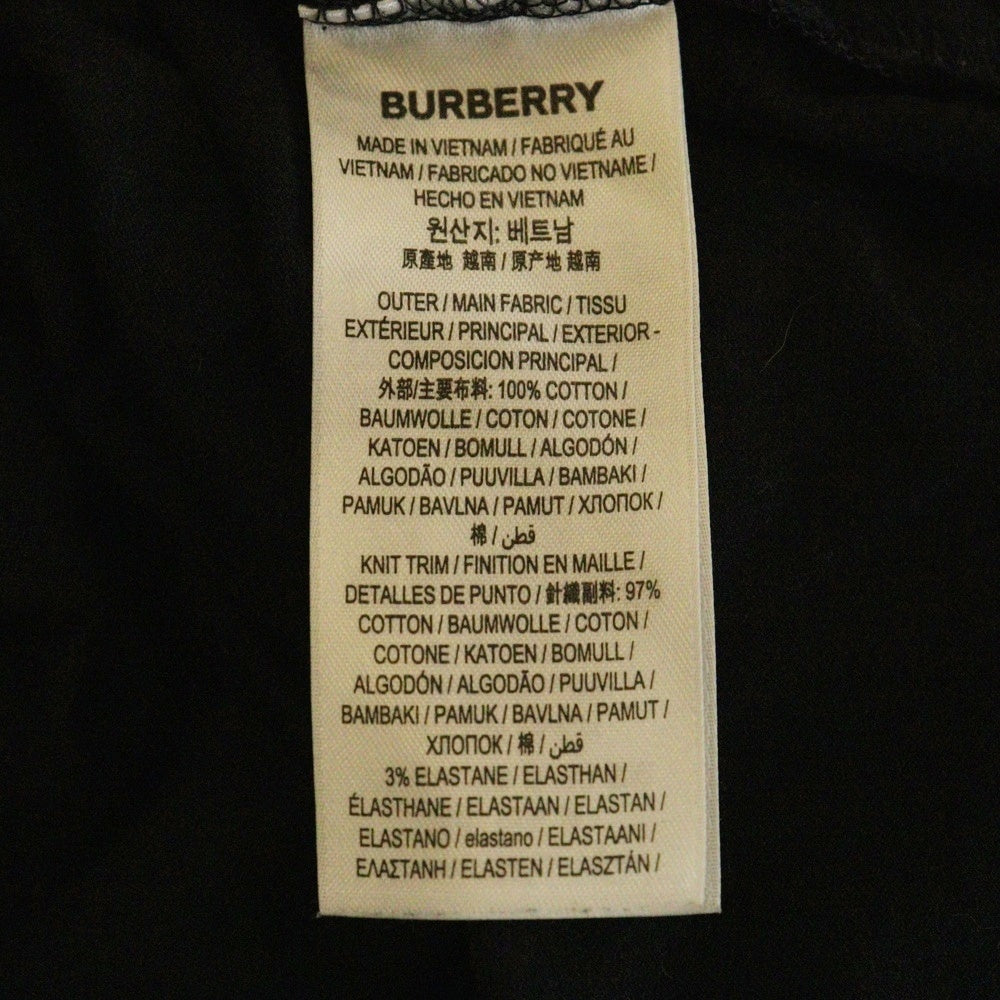 BURBERRY
MADE IN VIETNAM / FABRIQUÉ AU
VIETNAM / FABRICADO NO VIETNAME /
HECHO EN VIETNAM
원산지: 베트남
原產地 越南 / 原产地 越南
OUTER / MAIN FABRIC / TISSU
EXTÉRIEUR / PRINCIPAL / EXTERIOR -
COMPOSICION PRINCIPAL /
外部/主要布料: 100% COTTON /
BAUMWOLLE / COTON / COTONE /
KATOEN / BOMULL / ALGODÓN /
ALGODÃO / PUUVILLA / BAMBAKI /
PAMUK / BAVLNA / PAMUT / ХЛОПОК /
棉 / قطن
KNIT TRIM / FINITION EN MAILLE /
DETALLES DE PUNTO / 針織副料: 97%
COTTON / BAUMWOLLE / COTON /
COTONE / KATOEN / BOMULL /
ALGODÓN / ALGODÃO / PUUVILLA /
BAMBAKI / PAMUK / BAVLNA / PAMUT /
ХЛОПОК / 棉 / قطن
3% ELASTANE / ELASTHAN /
ÉLASTHANE / ELASTAAN / ELASTAN /
ELASTANO / elastano / ELASTAANI /
ΕΛΑΣΤΑΝΗ / ELASTEN / ELASZTÁN /